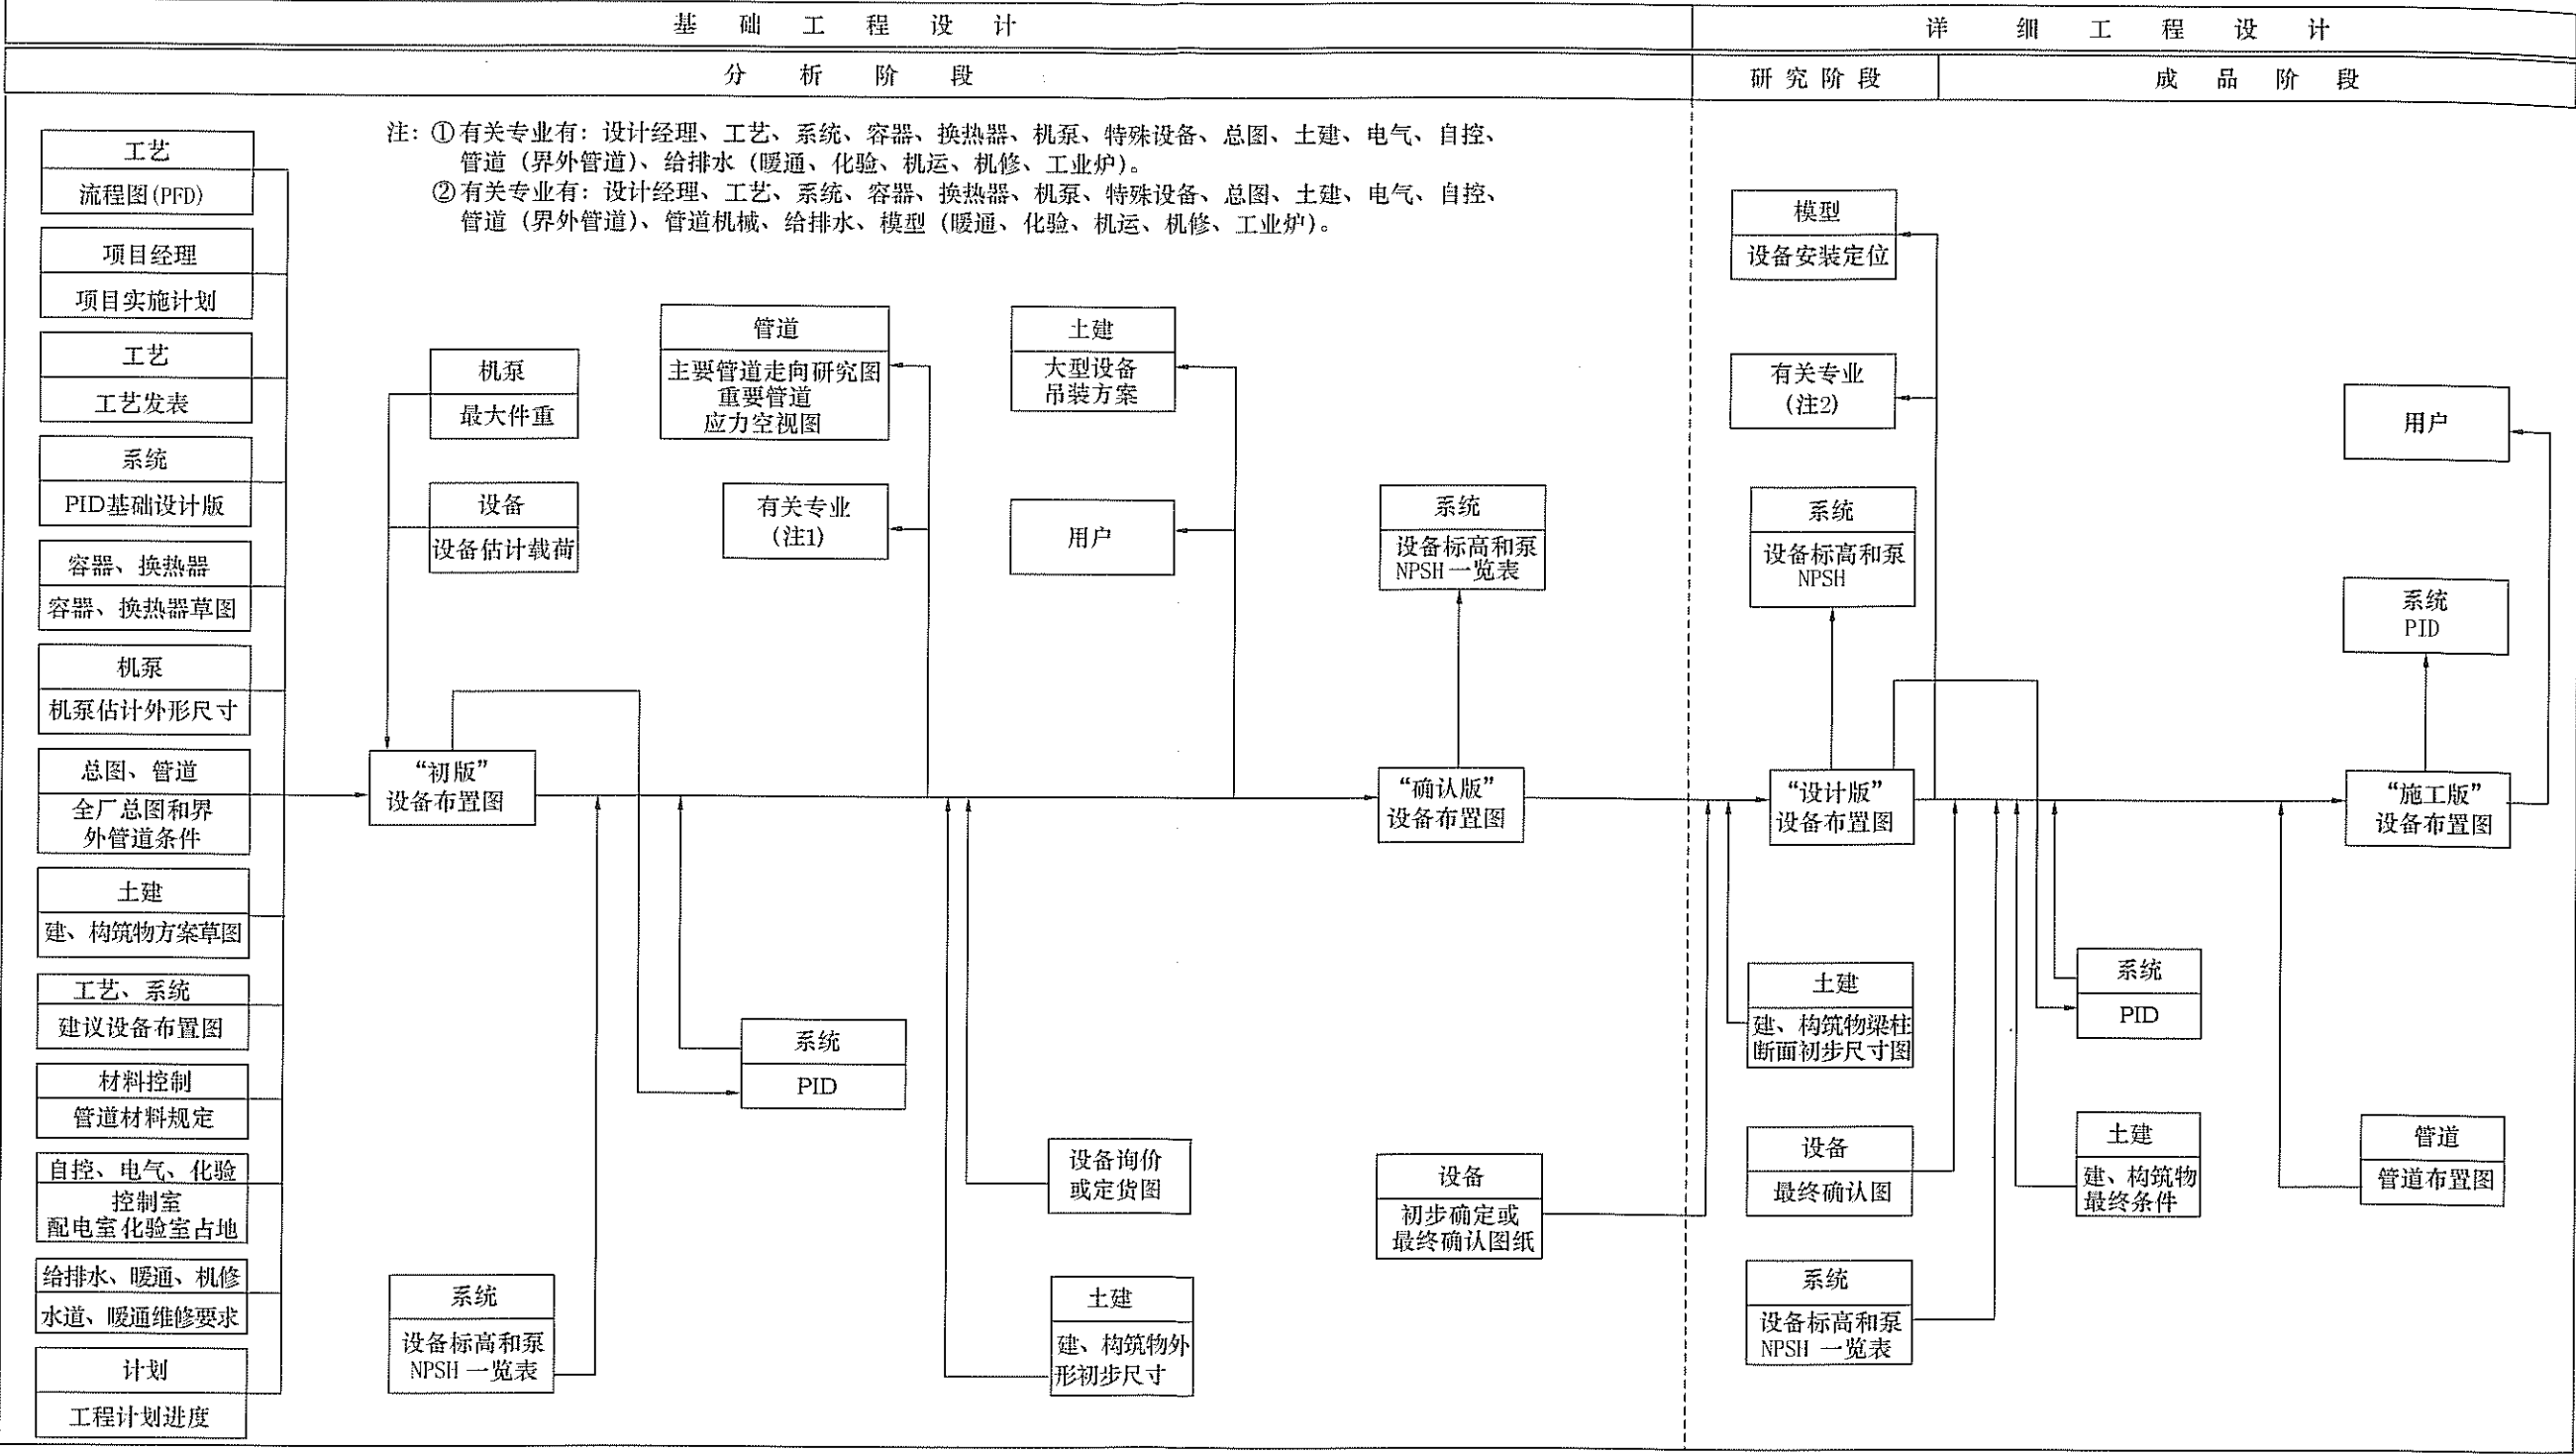 基础工程设计
详细工程设计
分析阶段
研究阶段
成品阶段
注：①有关专业有：设计经理、工艺、系统、容器、换热器、机泵、特殊设备、总图、土建、电气、自控、
管道（界外管道）、给排水（暖通、化验、机运、机修、工业炉）。
②有关专业有：设计经理、工艺、系统、容器、换热器、机泵、特殊设备、总图、土建、电气、自控、
管道（界外管道）、管道机械、给排水、模型（暖通、化验、机运、机修、工业炉）。
工艺
流程图(PFD)
项目经理
项目实施计划
工艺
工艺发表
系统
PID基础设计版
容器、换热器
容器、换热器草图
机泵
机泵估计外形尺寸
总图、管道
全厂总图和界
外管道条件
土建
建、构筑物方案草图
工艺、系统
建议设备布置图
材料控制
管道材料规定
自控、电气、化验
控制室
配电室化验室占地
给排水、暖通、机修
水道、暖通维修要求
计划
工程计划进度
机泵
最大件重
设备
设备估计载荷
“初版”
设备布置图
系统
设备标高和泵
NPSH一览表
管道
主要管道走向研究图
重要管道
应力空视图
有关专业
(注1)
系统
PID
土建
大型设备
吊装方案
用户
设备询价
或定货图
土建
建、构筑物外
形初步尺寸
系统
设备标高和泵
NPSH一览表
“确认版”
设备布置图
设备
初步确定或
最终确认图纸
模型
设备安装定位
有关专业
(注2)
系统
设备标高和泵
NPSH
“设计版”
设备布置图
土建
建、构筑物梁柱
断面初步尺寸图
设备
最终确认图
系统
设备标高和泵
NPSH一览表
系统
PID
土建
建、构筑物
最终条件
用户
系统
PID
“施工版”
设备布置图
管道
管道布置图